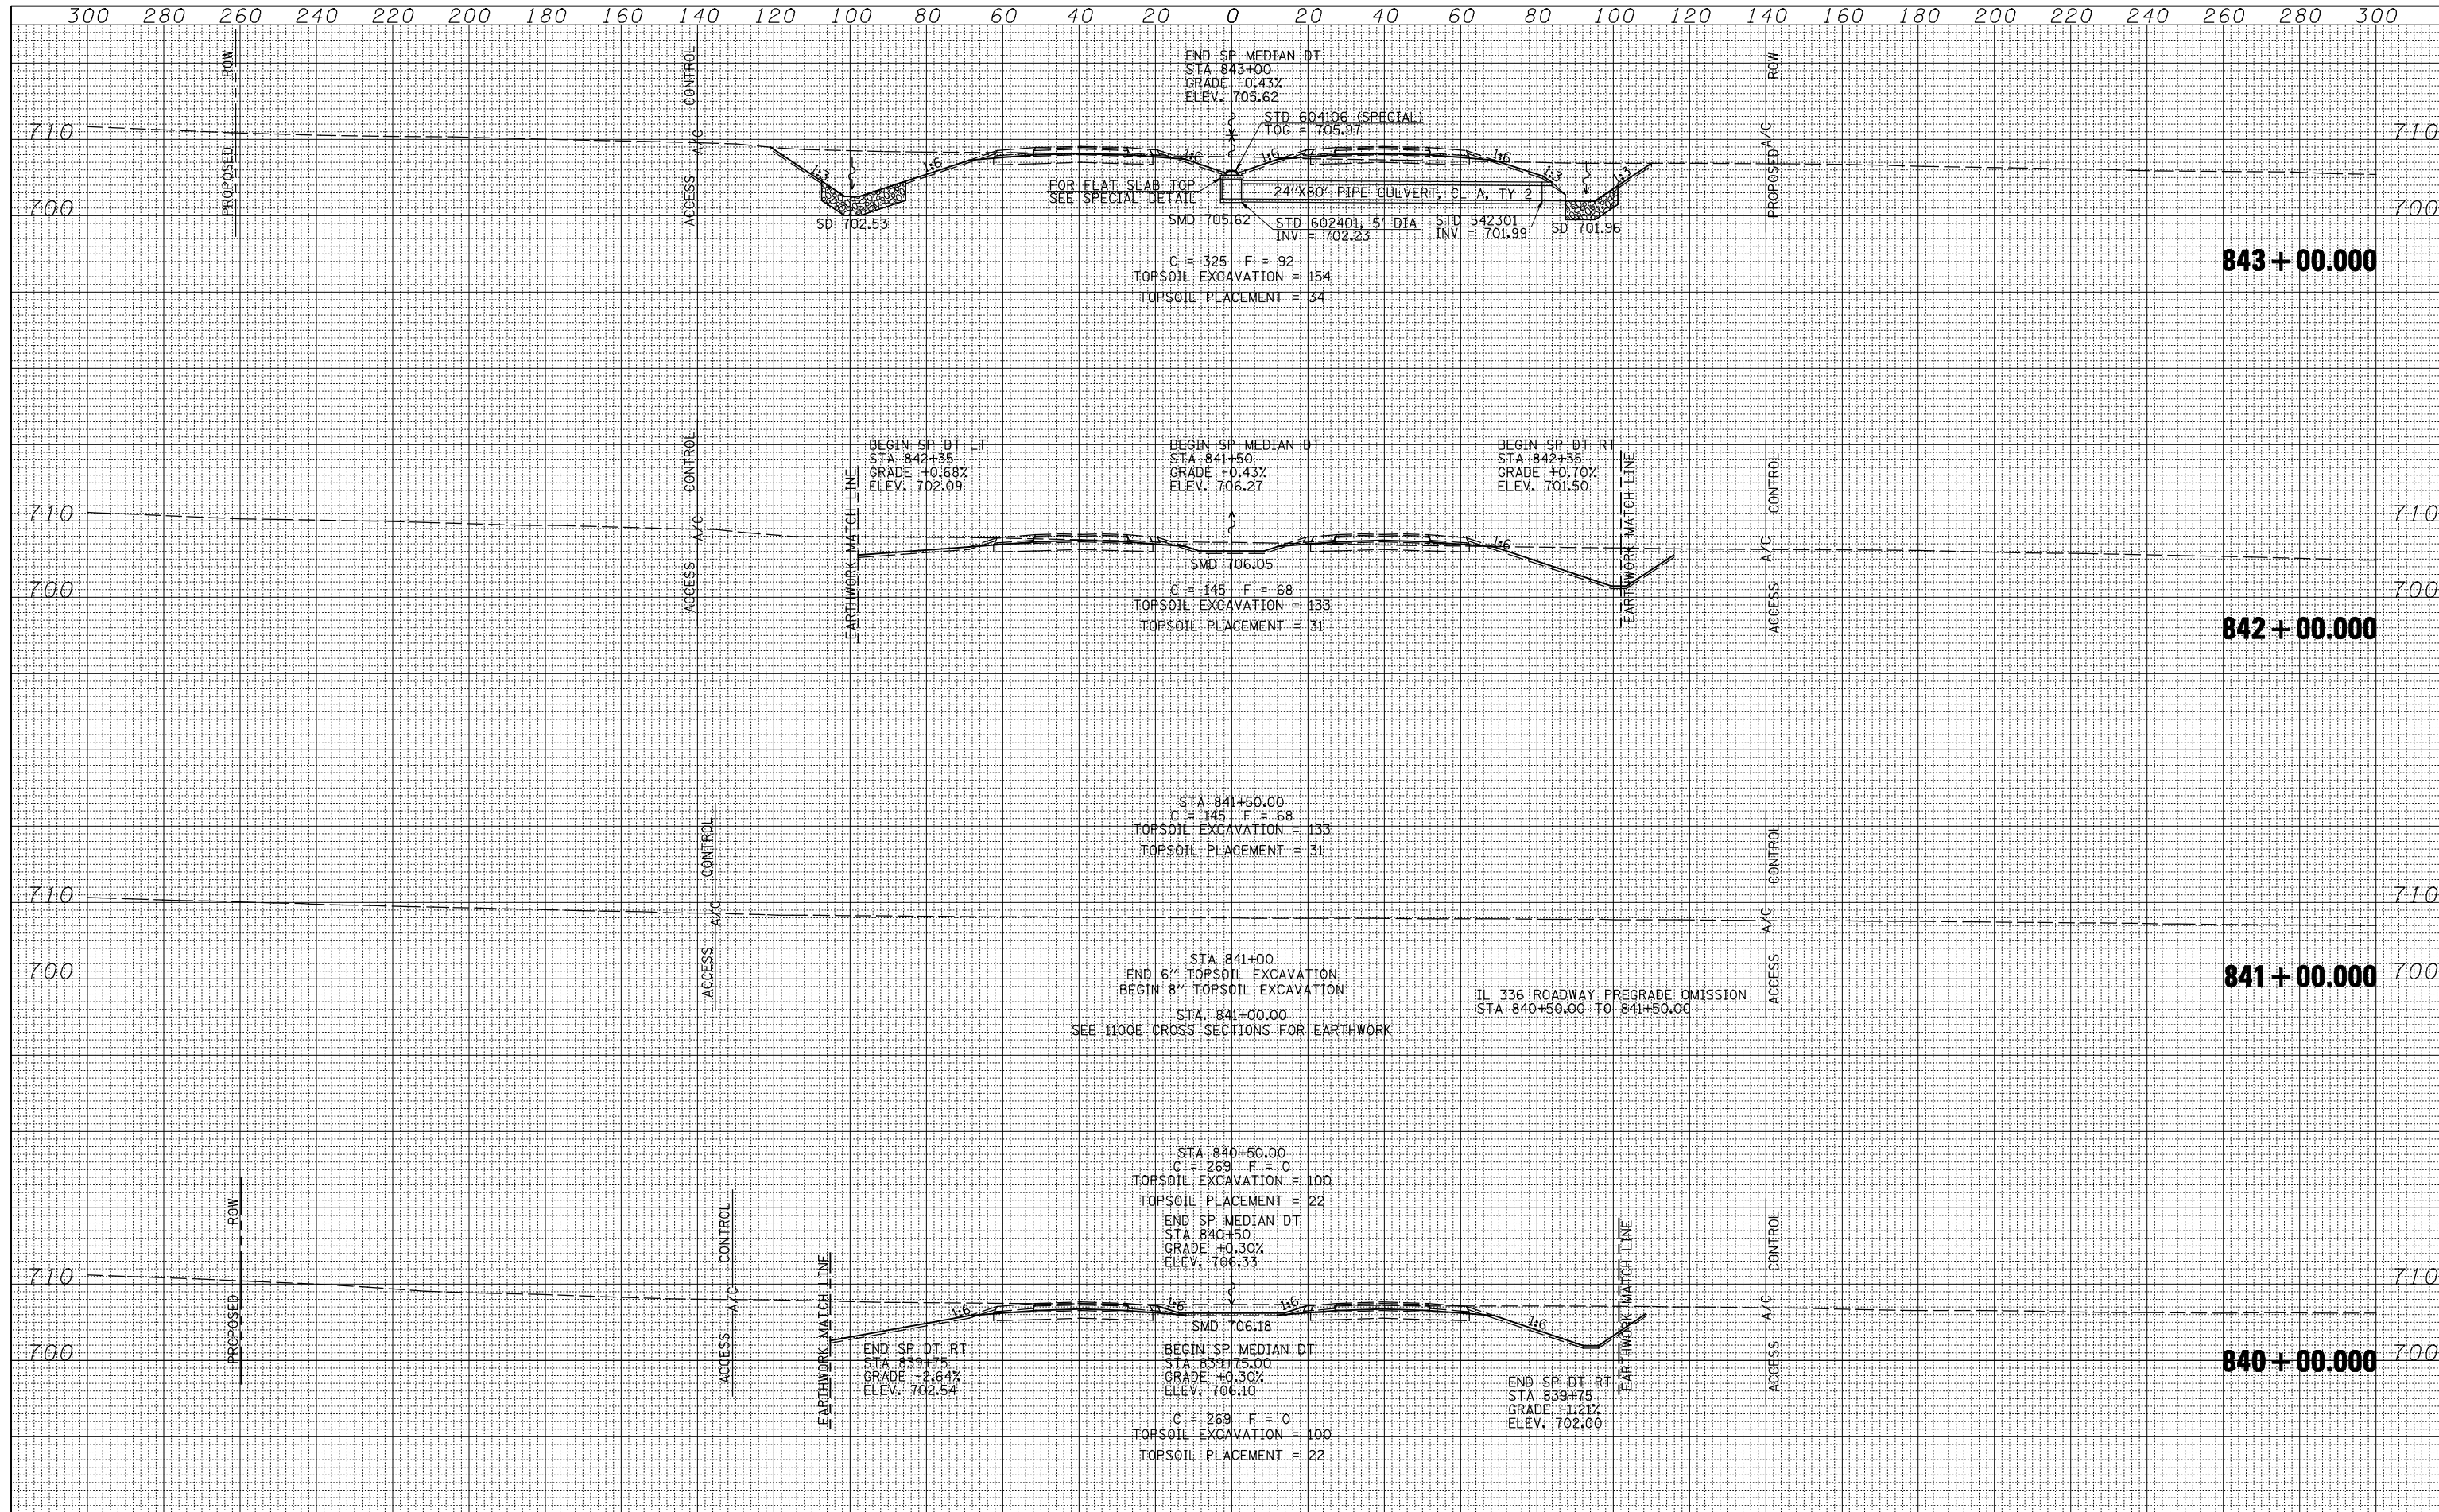 300 280 260 240 220 200 180 160 140 120 100 80 60 40 20 0 20 40 60 80 100 120 140 160 180 200 220 240 260 280 300
PROPOSED ROW
ACCESS CONTROL
A/C
END SP MEDIAN DT
STA 843+00
GRADE -0.43%
ELEV. 705.62
STD 604106 (SPECIAL)
TOG = 705.97
PROPOSED ROW
A/C
710
710
1:3
1:6
1:6
1:6
1:6
1:3
1:3
FOR FLAT SLAB TOP
SEE SPECIAL DETAIL
24"X80' PIPE CULVERT, CL A, TY 2
700
700
SD 702.53
SMD 705.62
STD 602401, 5' DIA
INV = 702.23
STD 542301
INV = 701.99
SD 701.96
C = 325 F = 92
TOPSOIL EXCAVATION = 154
TOPSOIL PLACEMENT = 34
843+00.000
ACCESS CONTROL
A/C
EARTHWORK MATCH LINE
BEGIN SP DT LT
STA 842+35
GRADE +0.68%
ELEV. 702.09
BEGIN SP MEDIAN DT
STA 841+50
GRADE -0.43%
ELEV. 706.27
BEGIN SP DT RT
STA 842+35
GRADE +0.70%
ELEV. 701.50
EARTHWORK MATCH LINE
ACCESS CONTROL
A/C
710
710
1:6
SMD 706.05
700
700
C = 145 F = 68
TOPSOIL EXCAVATION = 133
TOPSOIL PLACEMENT = 31
842+00.000
STA 841+50.00
C = 145 F = 68
TOPSOIL EXCAVATION = 133
TOPSOIL PLACEMENT = 31
ACCESS CONTROL
A/C
ACCESS CONTROL
A/C
710
710
STA 841+00
END 6" TOPSOIL EXCAVATION
BEGIN 8" TOPSOIL EXCAVATION
700
700
841+00.000
IL 336 ROADWAY PREGRADE OMISSION
STA 840+50.00 TO 841+50.00
STA. 841+00.00
SEE 1100E CROSS SECTIONS FOR EARTHWORK
STA 840+50.00
C = 269 F = 0
TOPSOIL EXCAVATION = 100
TOPSOIL PLACEMENT = 22
END SP MEDIAN DT
STA 840+50
GRADE +0.30%
ELEV. 706.33
PROPOSED ROW
ACCESS CONTROL
A/C
EARTHWORK MATCH LINE
EARTHWORK MATCH LINE
ACCESS CONTROL
A/C
710
710
1:6
1:6
1:6
1:6
SMD 706.18
700
700
END SP DT RT
STA 839+75
GRADE -2.64%
ELEV. 702.54
BEGIN SP MEDIAN DT
STA 839+75.00
GRADE +0.30%
ELEV. 706.10
END SP DT RT
STA 839+75
GRADE -1.21%
ELEV. 702.00
840+00.000
C = 269 F = 0
TOPSOIL EXCAVATION = 100
TOPSOIL PLACEMENT = 22